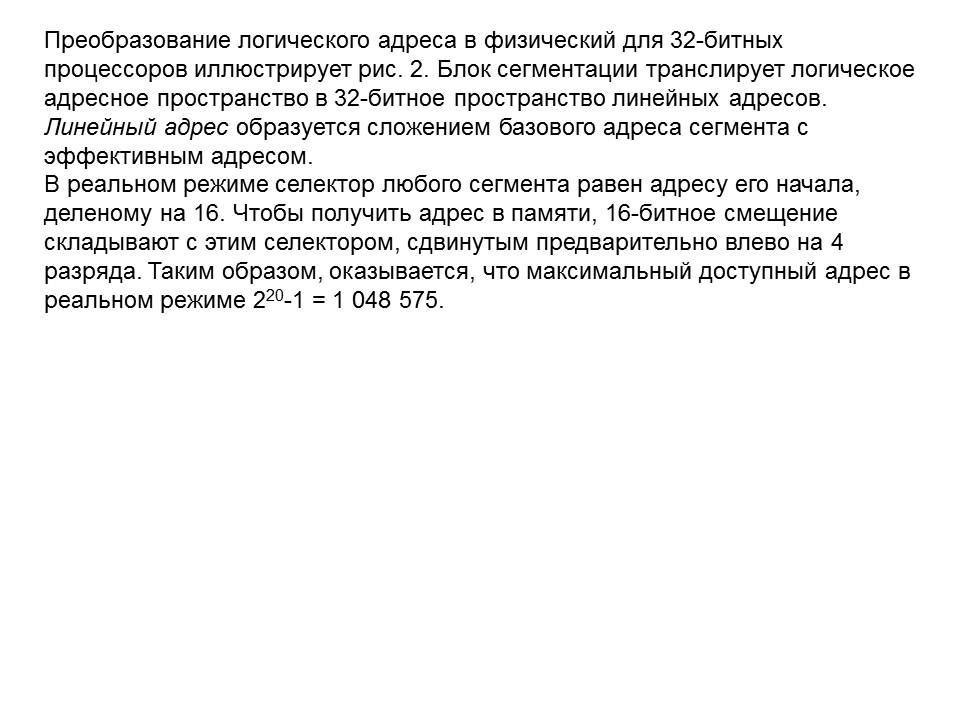 Преобразование логического адреса в физический для 32-битных
процессоров иллюстрирует рис. 2. Блок сегментации транслирует логическое
адресное пространство в 32-битное пространство линейных адресов.
Линейный адрес образуется сложением базового адреса сегмента с
эффективным адресом.
В реальном режиме селектор любого сегмента равен адресу его начала,
деленому на 16. Чтобы получить адрес в памяти, 16-битное смещение
складывают с этим селектором, сдвинутым предварительно влево на 4
разряда. Таким образом, оказывается, что максимальный доступный адрес в
реальном режиме 2²⁰-1 = 1 048 575.